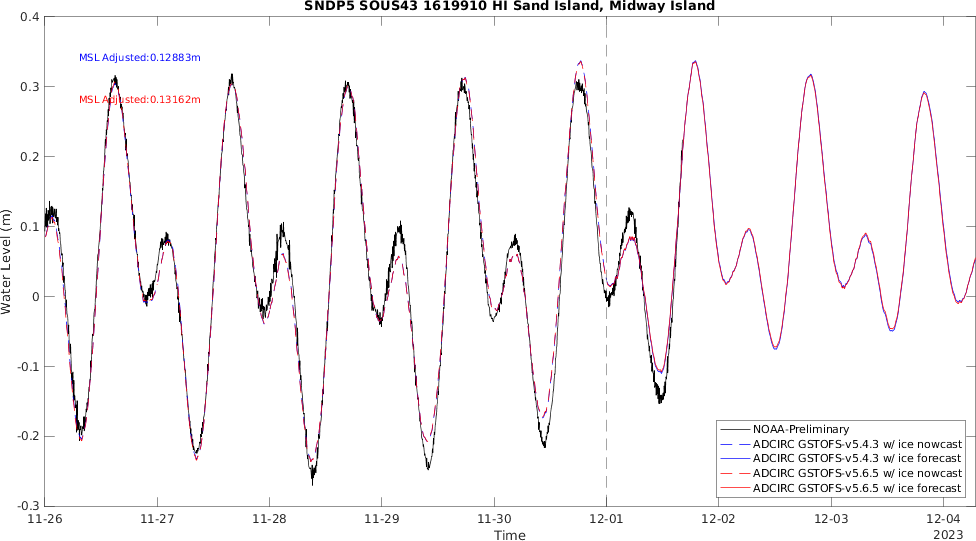 SNDP5 SOUS43 1619910 HI Sand Island, Midway Island
0.4
MSL Adjusted:0.12883m
0.3
MSL Adjusted:0.13162m
0.2
0.1
Water Level (m)
0
-0.1
-0.2
-0.3
NOAA-Preliminary
ADCIRC GSTOFS-v5.4.3 w/ ice nowcast
ADCIRC GSTOFS-v5.4.3 w/ ice forecast
ADCIRC GSTOFS-v5.6.5 w/ ice nowcast
ADCIRC GSTOFS-v5.6.5 w/ ice forecast
11-26 11-27 11-28 11-29 11-30 12-01 12-02 12-03 12-04
Time
2023